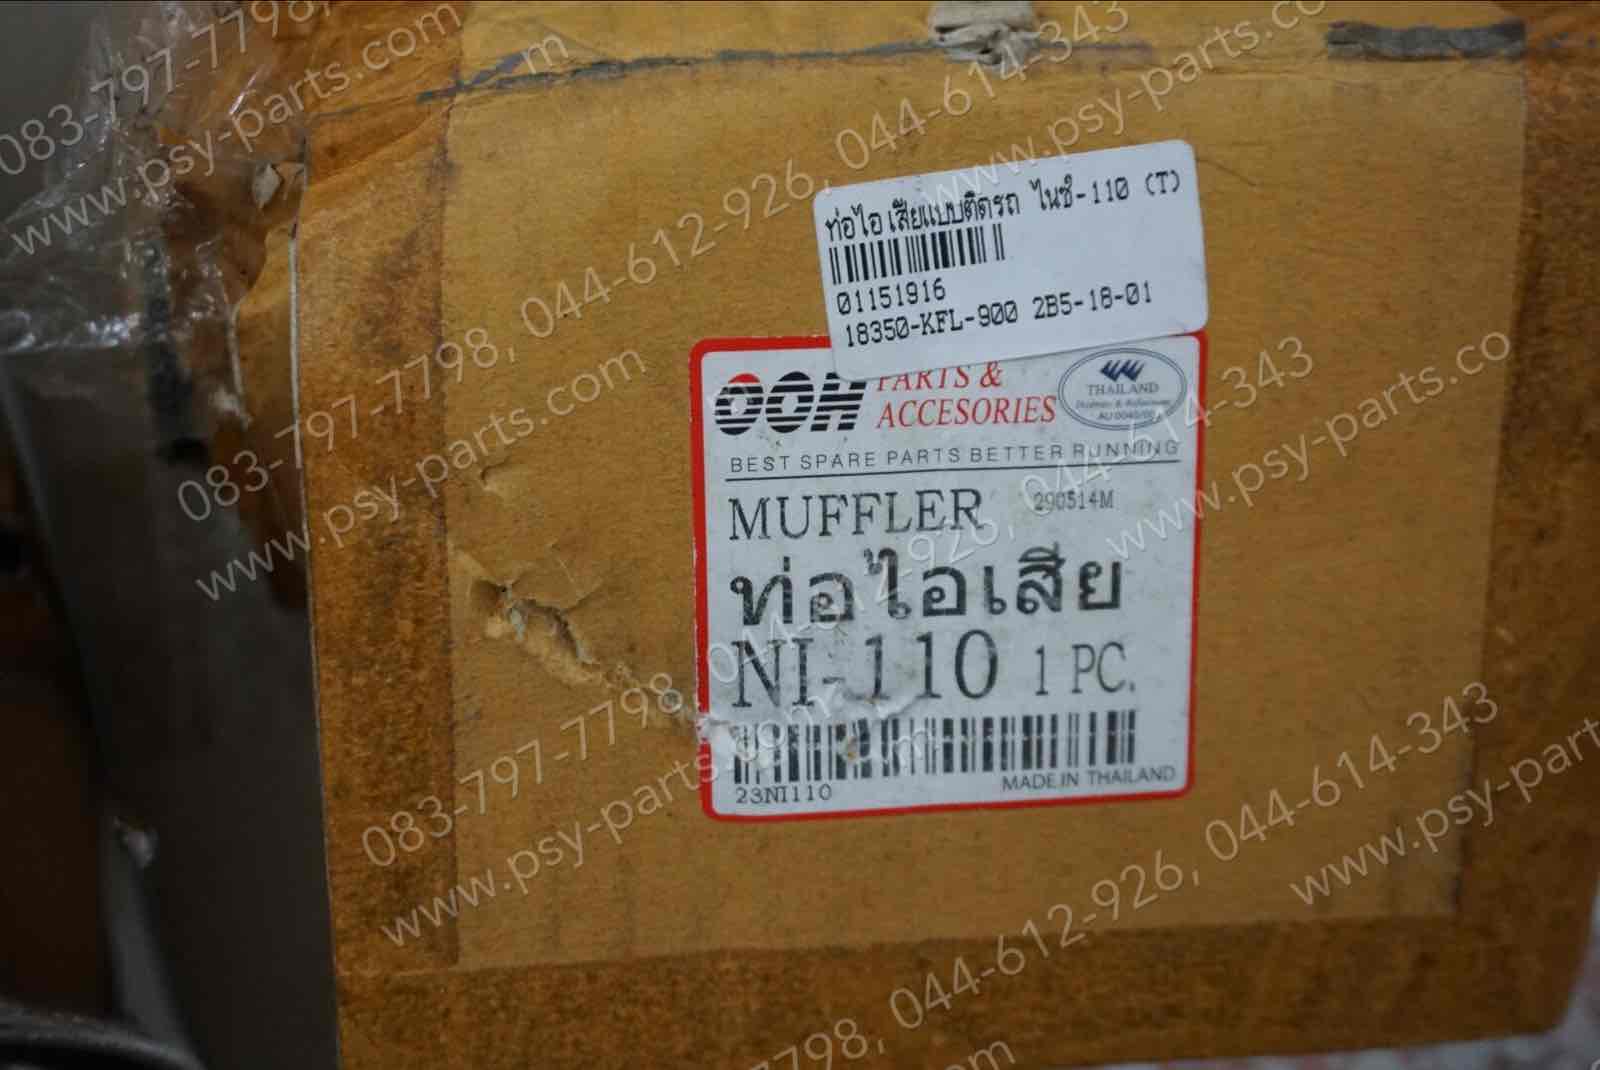 ท่อไอเสียแบบติดรถ ไนซ์-110 (T)
01151916
18350-KFL-900 2B5-18-01
OOH PARTS &
ACCESORIES
THAILAND
BEST SPARE PARTS BETTER RUNNING
MUFFLER 290514M
ท่อไอเสีย
NI-110 1 PC.
23NI110 MADE IN THAILAND
083-797-7798, 044-612-926, 044-614-343
www.psy-parts.com